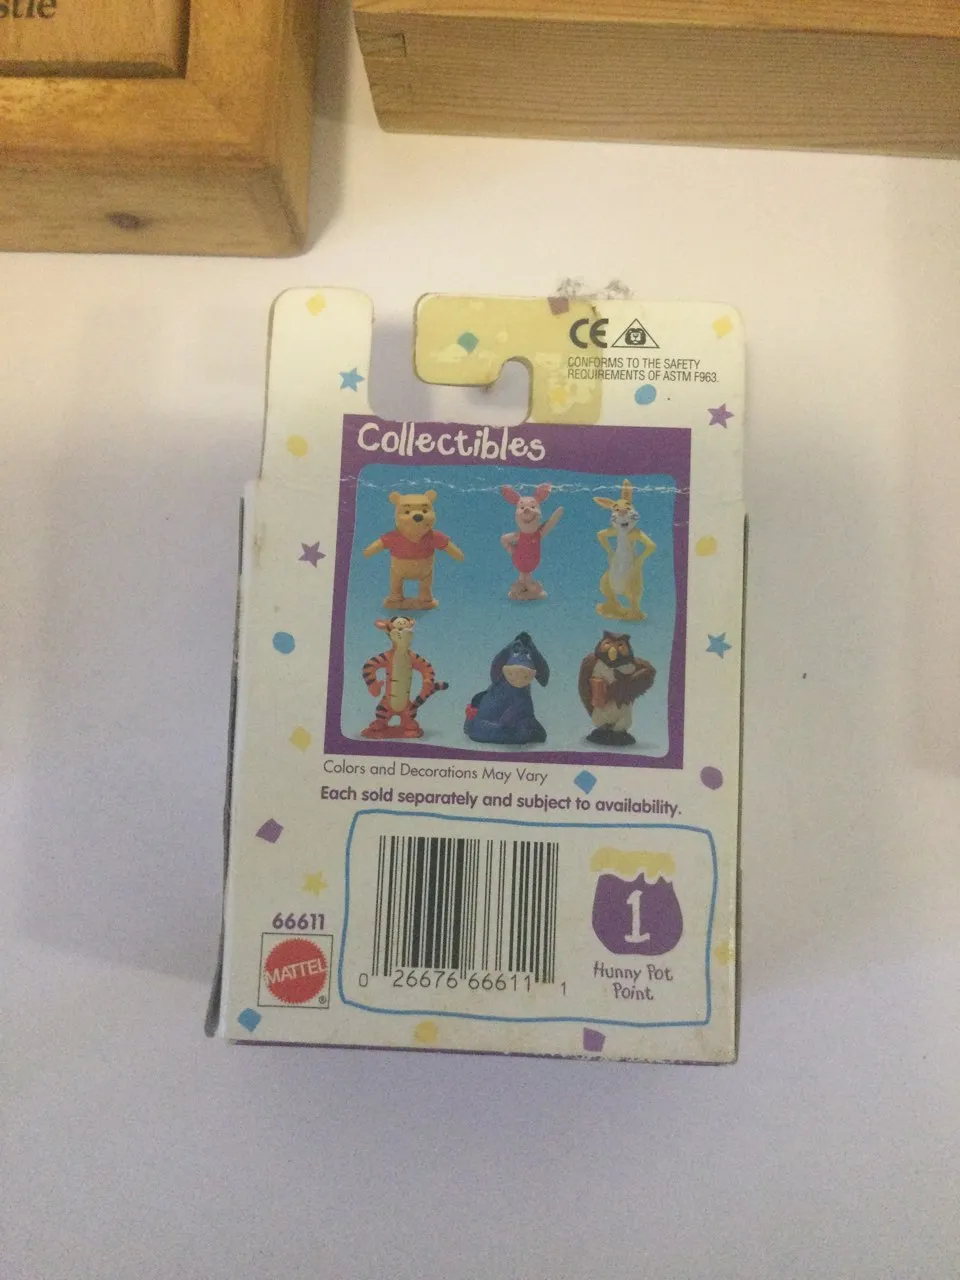 CE
CONFORMS TO THE SAFETY
REQUIREMENTS OF ASTM F963.
Collectibles
Colors and Decorations May Vary
Each sold separately and subject to availability.
66611
MATTEL
®
0 26676 66611 1
1
Hunny Pot
Point